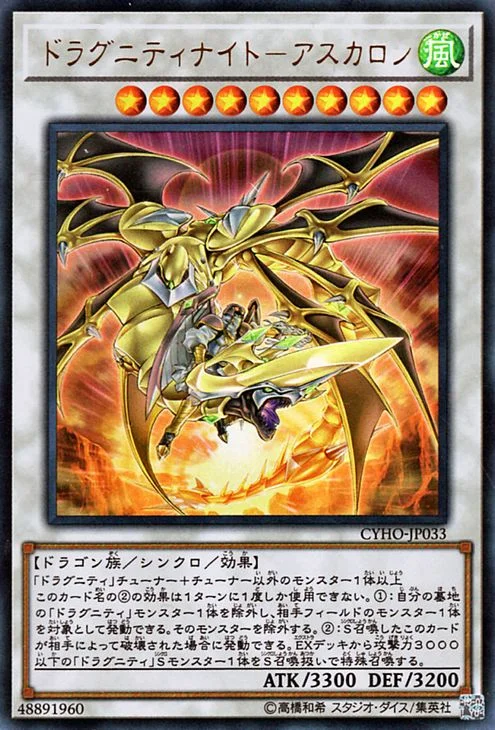 ドラグニティナイト－アスカロン
風
CYHO-JP033
【ドラゴン族／シンクロ／効果】
「ドラグニティ」チューナー＋チューナー以外のモンスター1体以上
このカード名の②の効果は1ターンに1度しか使用できない。①：自分の墓地
の「ドラグニティ」モンスター1体を除外し、相手フィールドのモンスター1体
を対象として発動できる。そのモンスターを除外する。②：S召喚したこのカード
が相手によって破壊された場合に発動できる。EXデッキから攻撃力3000
以下の「ドラグニティ」Sモンスター1体をS召喚扱いで特殊召喚する。
ATK/3300 DEF/3200
48891960 ©高橋和希 スタジオ・ダイス/集英社